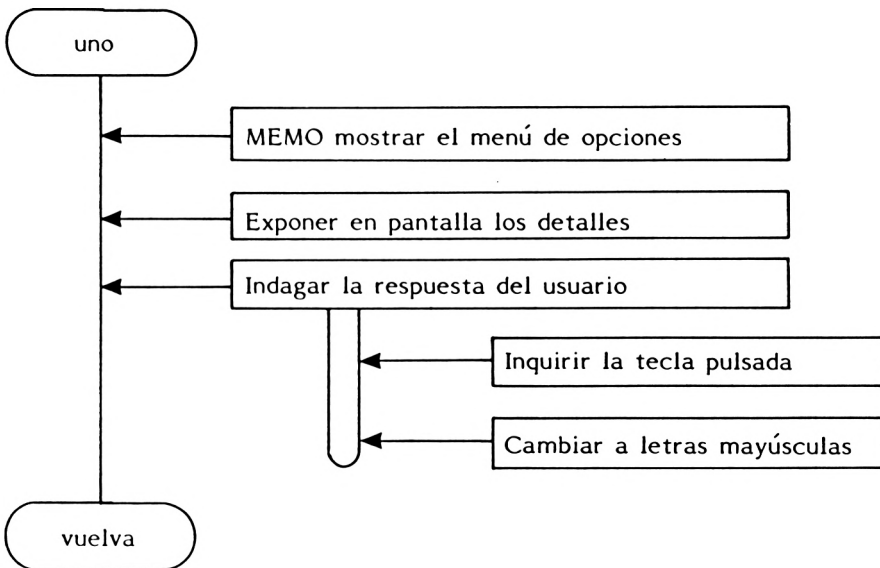 uno
MEMO mostrar el menú de opciones
Exponer en pantalla los detalles
Indagar la respuesta del usuario
Inquirir la tecla pulsada
Cambiar a letras mayúsculas
vuelva